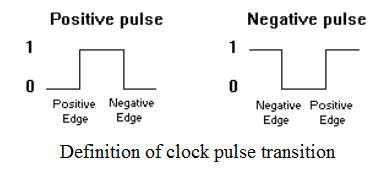 Positive pulse
1
0
Positive
Edge
Negative
Edge
Negative pulse
1
0
Negative
Edge
Positive
Edge
Definition of clock pulse transition